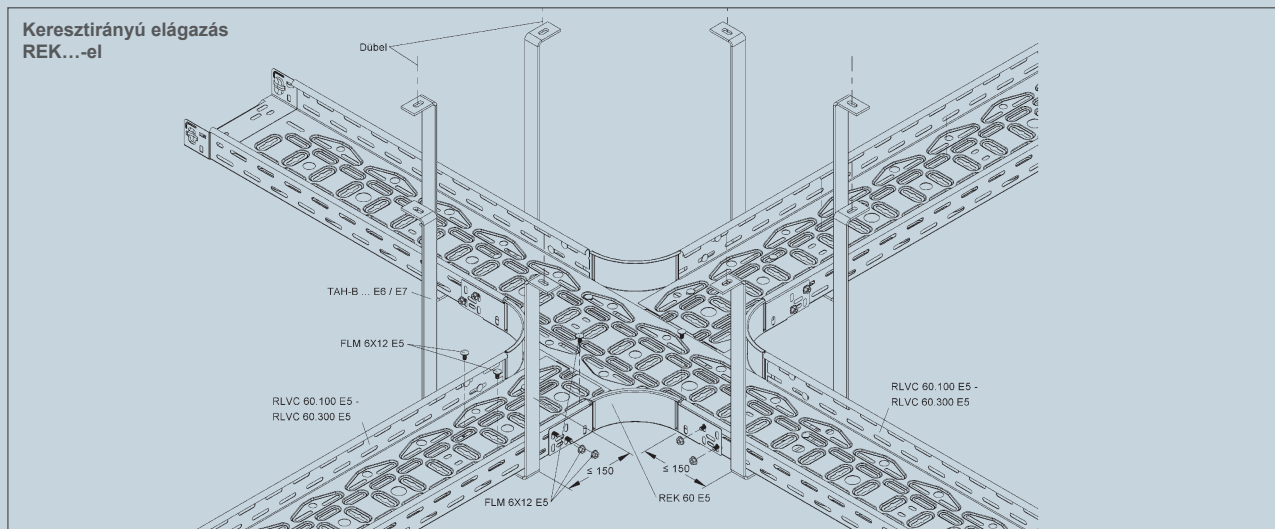 Keresztirányú elágazás
REK...-el
Dübel
TAH-B ... E6 / E7
FLM 6X12 E5
RLVC 60.100 E5 -
RLVC 60.300 E5
RLVC 60.100 E5 -
RLVC 60.300 E5
≤ 150
≤ 150
FLM 6X12 E5
REK 60 E5